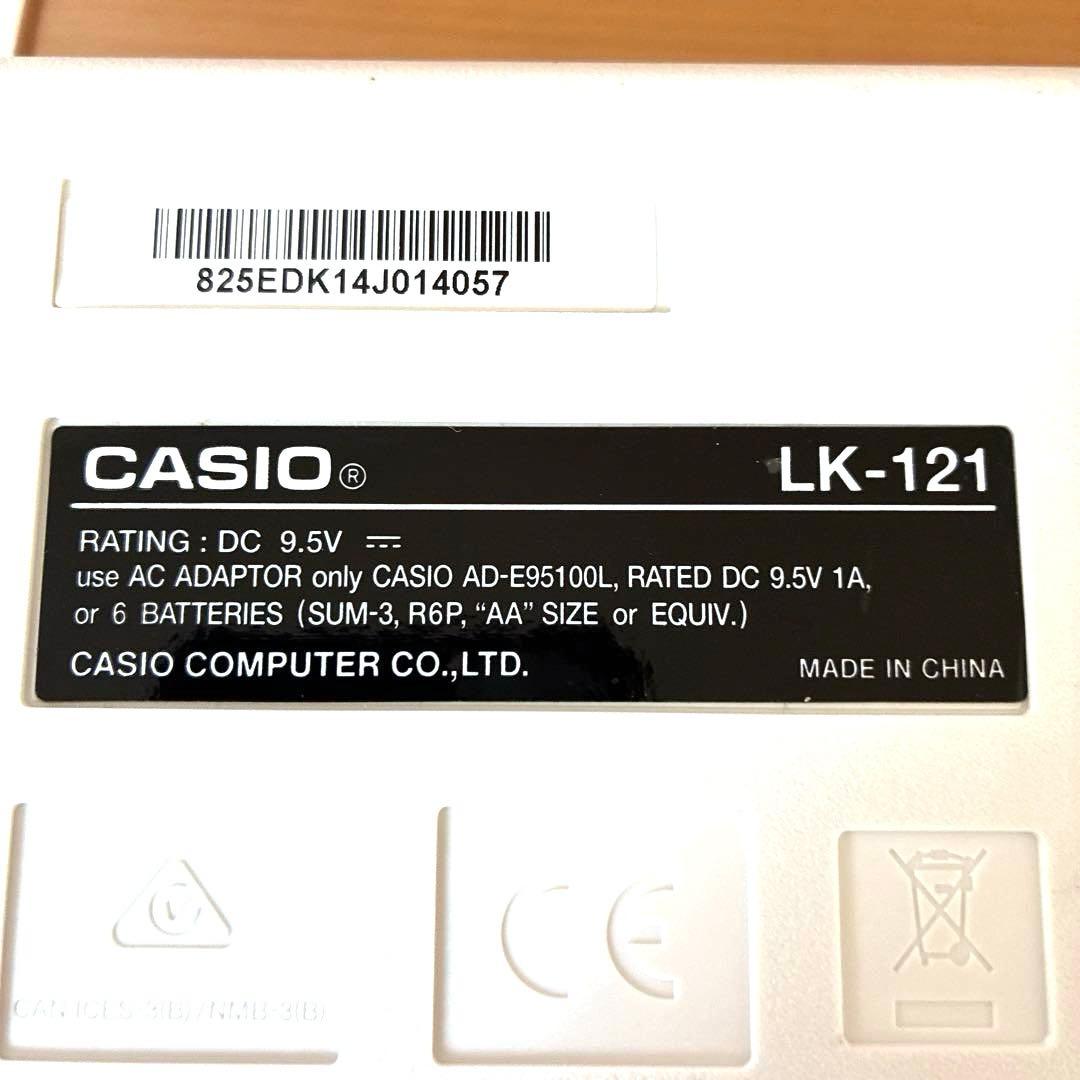 825EDK14J014057
CASIO® LK-121
RATING : DC 9.5V ⎓
use AC ADAPTOR only CASIO AD-E95100L, RATED DC 9.5V 1A,
or 6 BATTERIES (SUM-3, R6P, “AA” SIZE or EQUIV.)
CASIO COMPUTER CO.,LTD. MADE IN CHINA
CE
CAN ICES-3(B)/NMB-3(B)